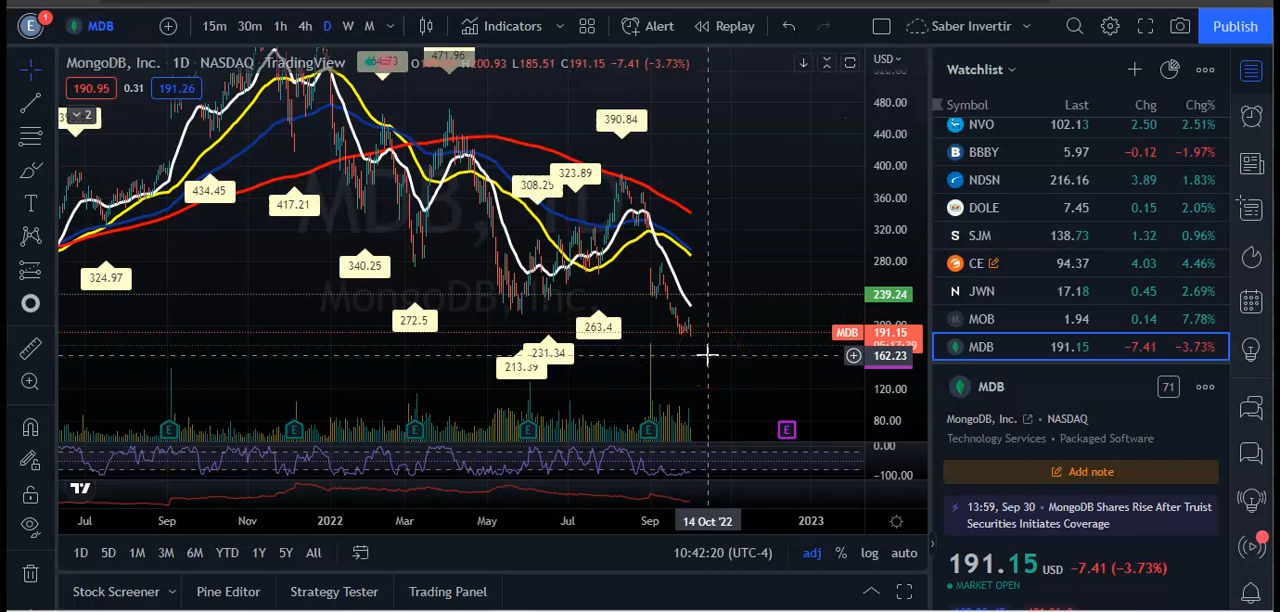 E 1 MDB 15m 30m 1h 4h D W M Indicators Alert Replay Saber Invertir Publish
MongoDB, Inc. · 1D · NASDAQ TradingView 200.93 L185.51 C191.15 −7.41 (−3.73%)
471.96
USD
190.95 0.31 191.26
2
480.00
440.00
400.00
360.00
320.00
280.00
239.24
MDB 191.15
162.23
120.00
80.00
0.00
−100.00
390.84
323.89
308.25
434.45
417.21
324.97
340.25
272.5
263.4
231.34
213.39
MongoDB, Inc.
E E E E E E
Jul Sep Nov 2022 Mar May Jul Sep 14 Oct '22 2023
1D 5D 1M 3M 6M YTD 1Y 5Y All 10:42:20 (UTC-4) adj % log auto
Stock Screener Pine Editor Strategy Tester Trading Panel
Watchlist
Symbol Last Chg Chg%
NVO 102.13 2.50 2.51%
B BBBY 5.97 −0.12 −1.97%
NDSN 216.16 3.89 1.83%
DOLE 7.45 0.15 2.05%
S SJM 138.73 1.32 0.96%
CE 94.37 4.03 4.46%
N JWN 17.18 0.45 2.69%
M MOB 1.94 0.14 7.78%
MDB 191.15 −7.41 −3.73%
MDB 71
MongoDB, Inc. • NASDAQ
Technology Services • Packaged Software
Add note
13:59, Sep 30 • MongoDB Shares Rise After Truist
Securities Initiates Coverage
191.15 USD −7.41 (−3.73%)
MARKET OPEN